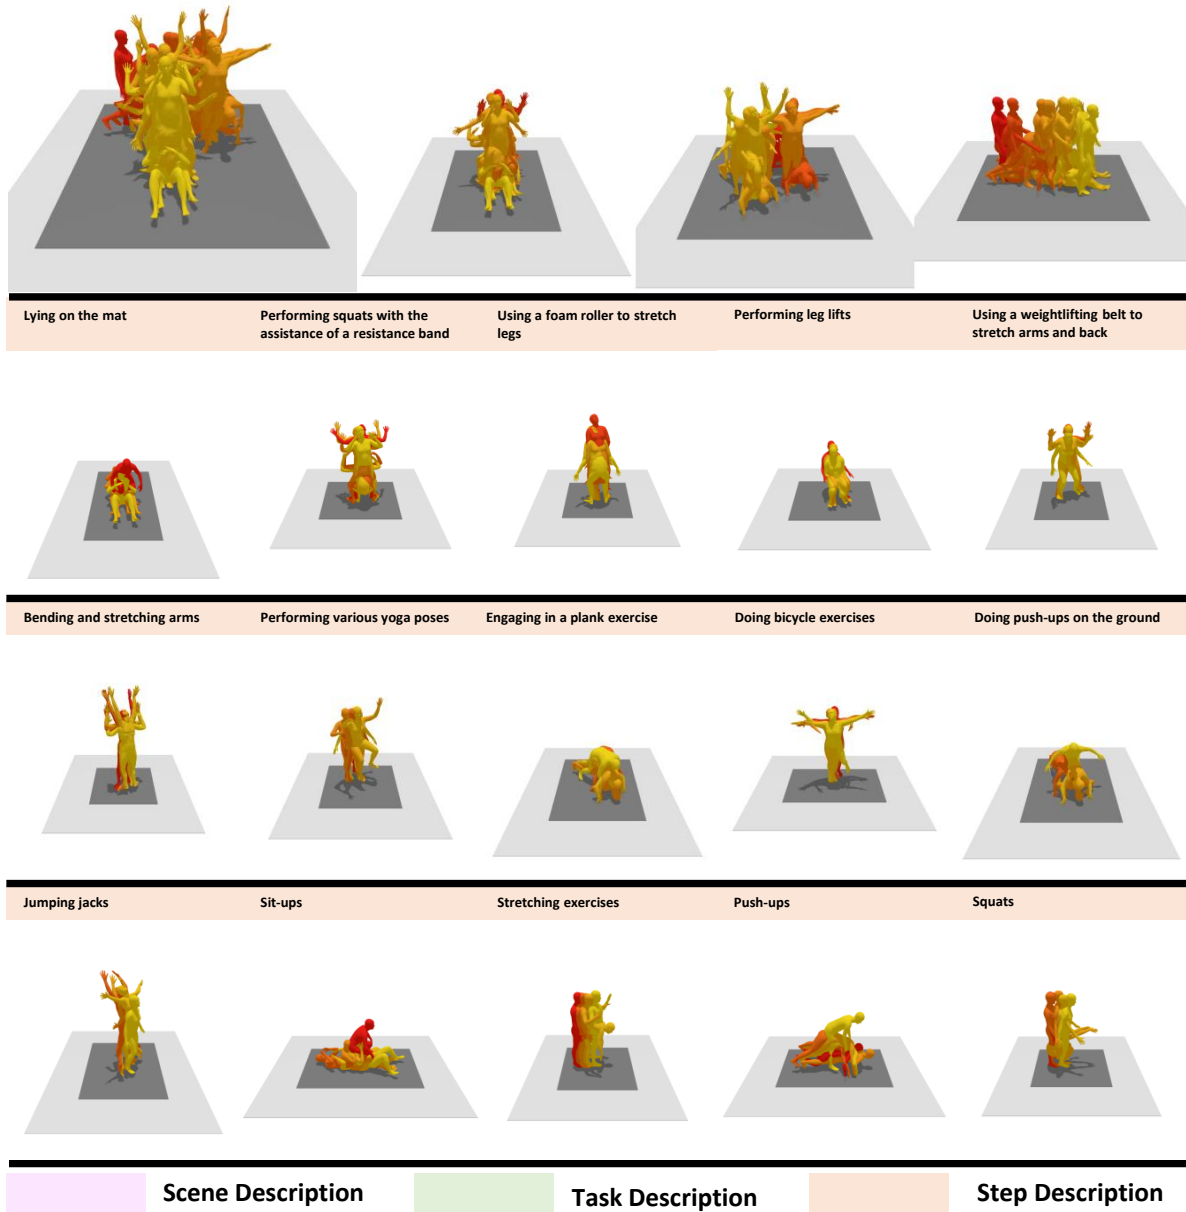 Lying on the mat
Performing squats with the
assistance of a resistance band
Using a foam roller to stretch
legs
Performing leg lifts
Using a weightlifting belt to
stretch arms and back
Bending and stretching arms
Performing various yoga poses
Engaging in a plank exercise
Doing bicycle exercises
Doing push-ups on the ground
Jumping jacks
Sit-ups
Stretching exercises
Push-ups
Squats
Scene Description
Task Description
Step Description